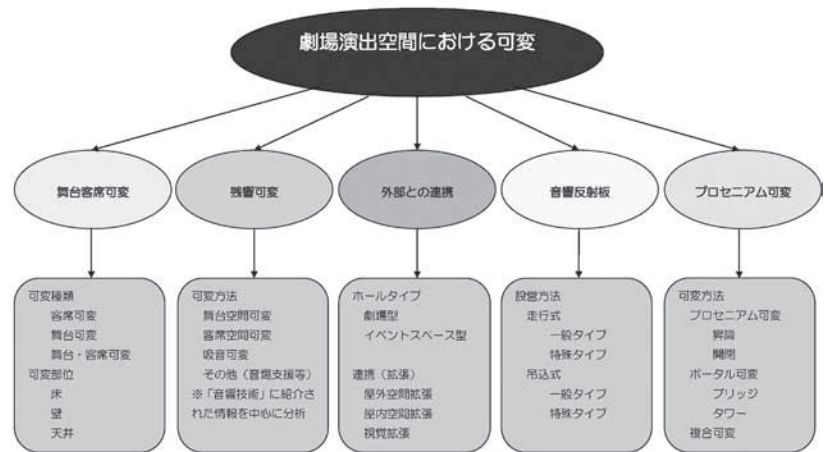 劇場演出空間における可変
舞台客席可変
残響可変
外部との連携
音響反射板
プロセニアム可変
可変種類
客席可変
舞台可変
舞台・客席可変
可変部位
床
壁
天井
可変方法
舞台空間可変
客席空間可変
吸音可変
その他（音場支援等）
※「音響技術」に紹介さ
れた情報を中心に分析
ホールタイプ
劇場型
イベントスペース型
連携（拡張）
屋外空間拡張
屋内空間拡張
視覚拡張
設営方法
走行式
一般タイプ
特殊タイプ
吊込式
一般タイプ
特殊タイプ
可変方法
プロセニアム可変
昇降
開閉
ポータル可変
ブリッジ
タワー
複合可変